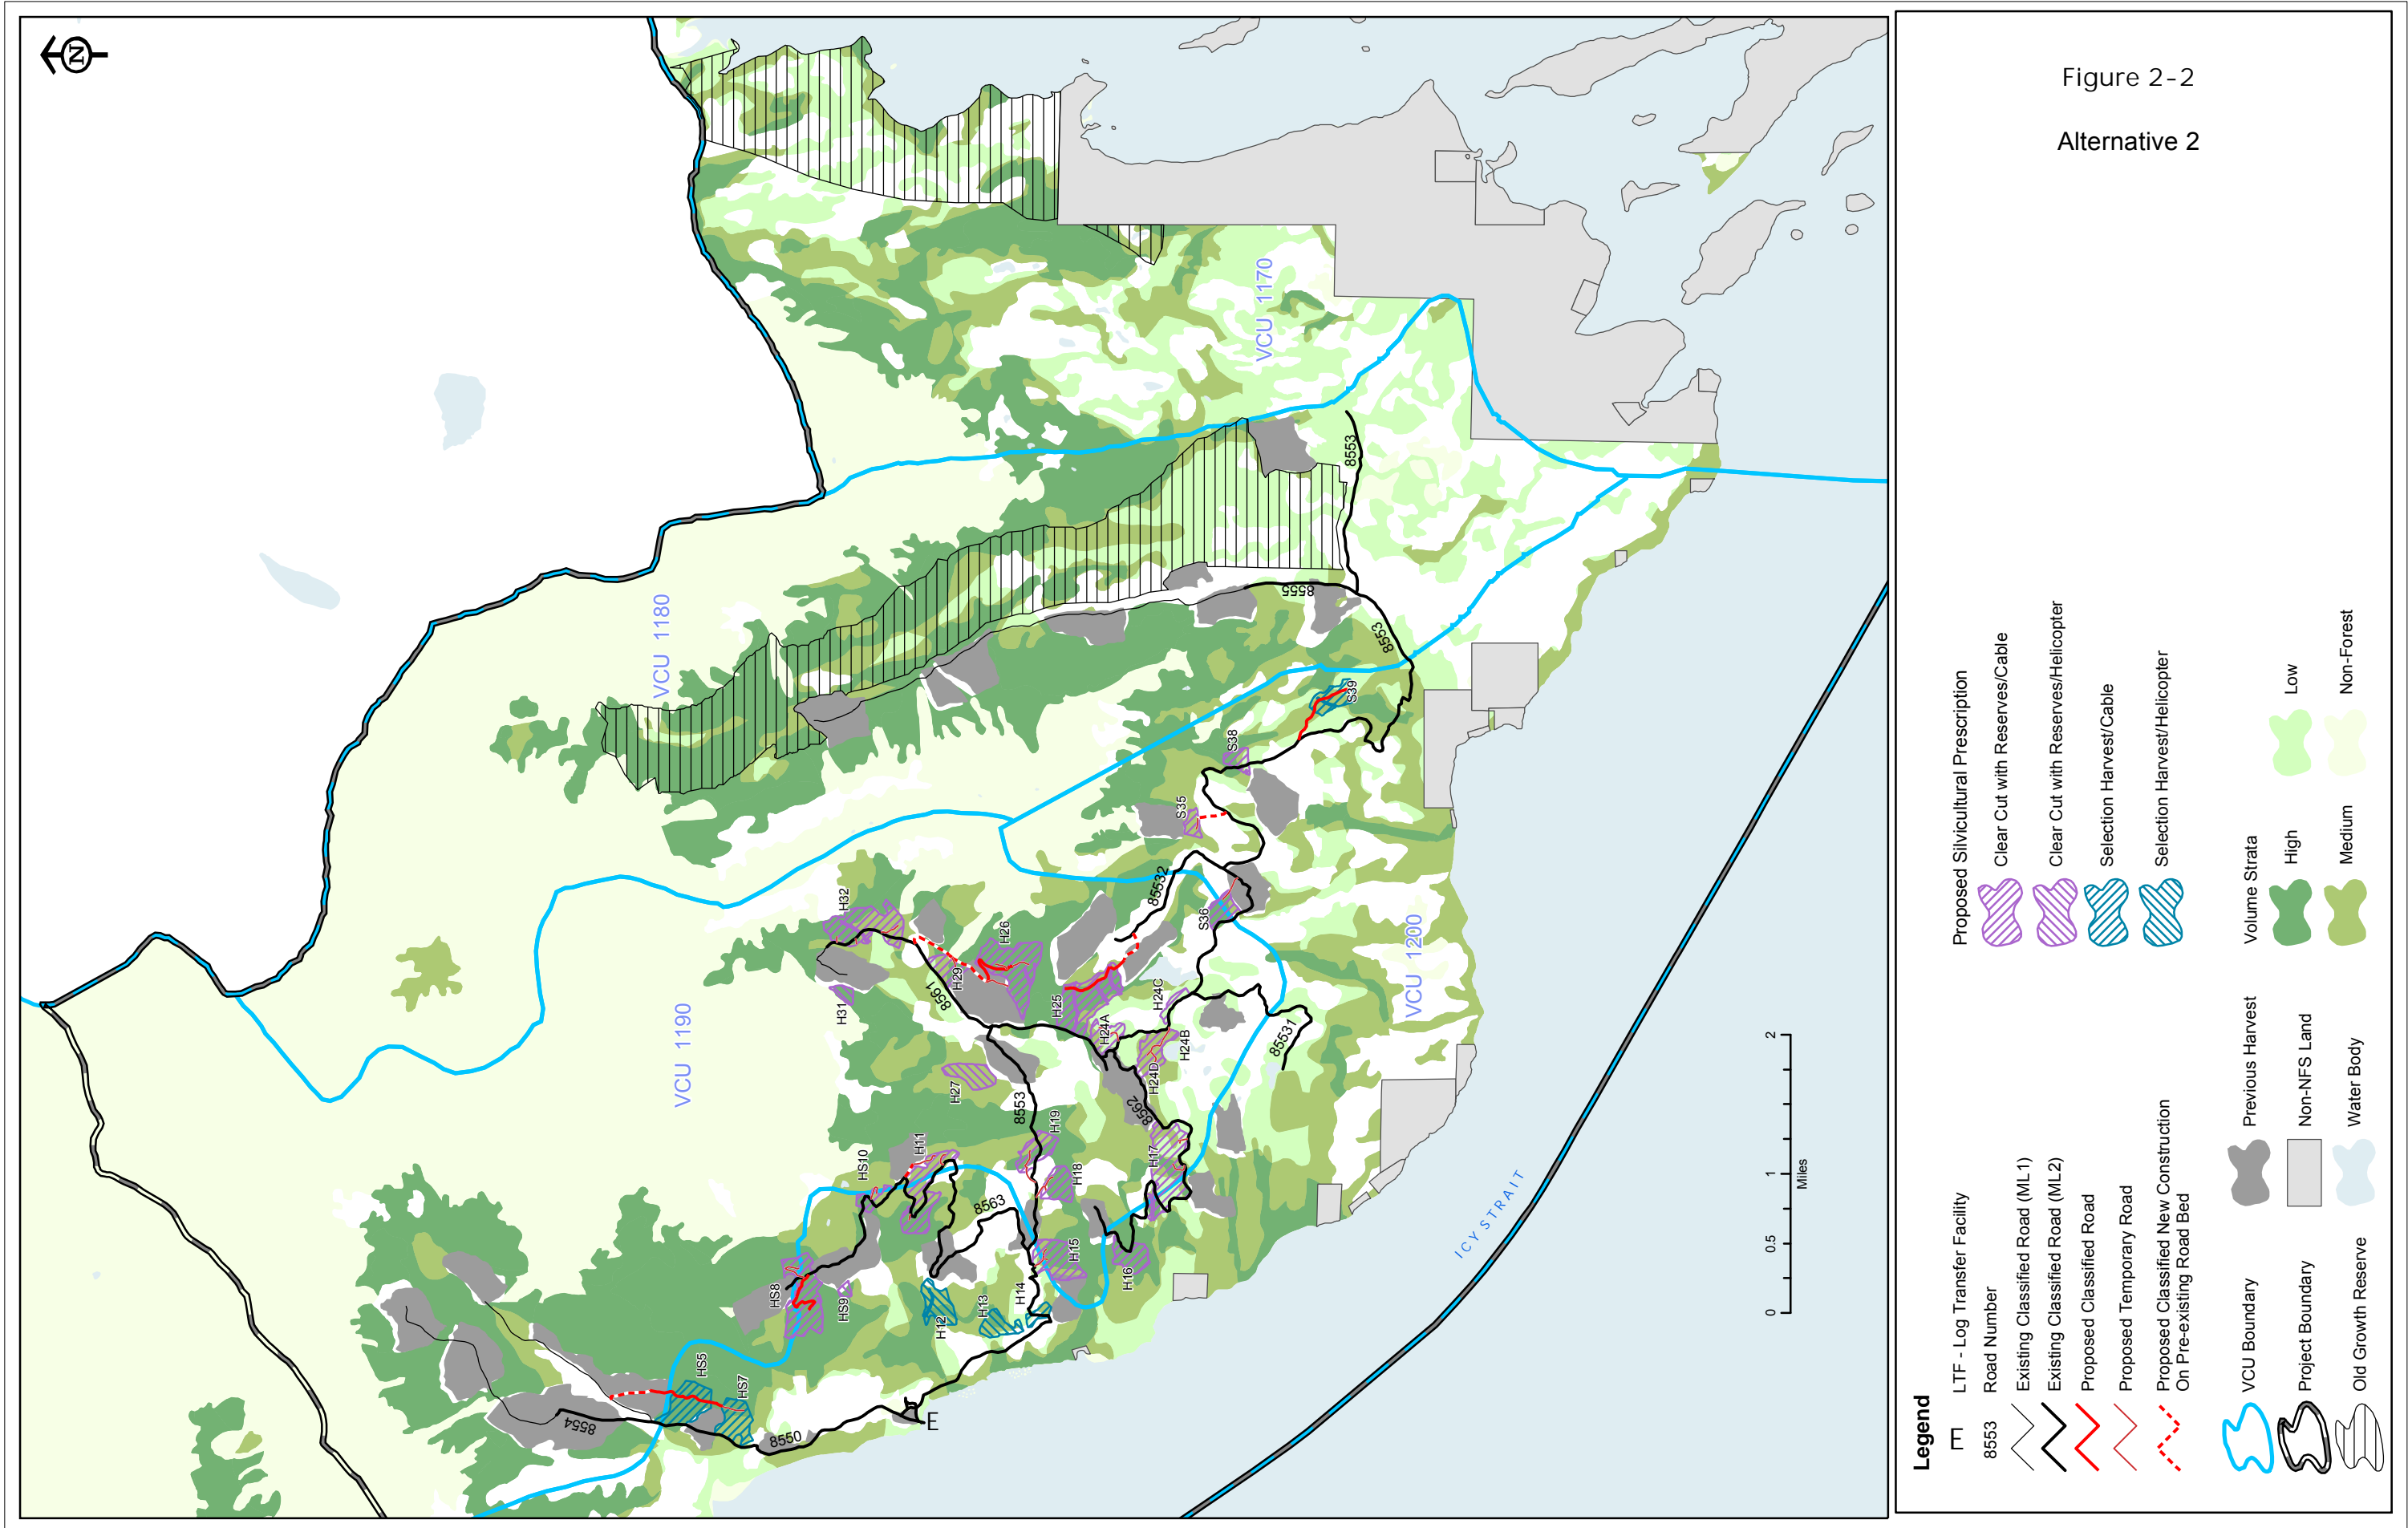 Figure 2-2
Alternative 2
N
VCU 1170
VCU 1180
VCU 1190
VCU 1200
ICY STRAIT
8553
8555
8553
S39
S38
S35
85532
S36
H32
H31
H29
H26
8561
H25
H24C
H24A
H24B
H24D
85531
H27
8553
8562
H19
H18
H17
H11
HS10
8563
H15
H16
H14
H13
H12
HS9
HS8
HS5
HS7
8554
8550
E
0 0.5 1 2
Miles
Legend
E LTF - Log Transfer Facility
8553 Road Number
Existing Classified Road (ML1)
Existing Classified Road (ML2)
Proposed Classified Road
Proposed Temporary Road
Proposed Classified New Construction
On Pre-existing Road Bed
VCU Boundary
Project Boundary
Old Growth Reserve
Previous Harvest
Non-NFS Land
Water Body
Proposed Silvicultural Prescription
Clear Cut with Reserves/Cable
Clear Cut with Reserves/Helicopter
Selection Harvest/Cable
Selection Harvest/Helicopter
Volume Strata
High
Medium
Low
Non-Forest